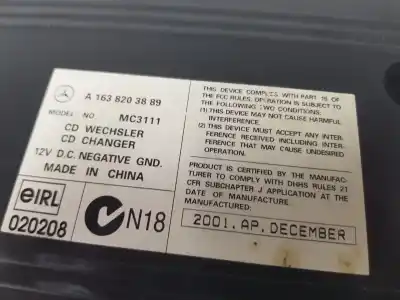 A 163 820 38 89
MODEL NO MC3111
CD WECHSLER
CD CHANGER
12V D.C. NEGATIVE GND.
MADE IN CHINA
eIRL
020208
N18
THIS DEVICE COMPLIES WITH PART 15 OF
THE FCC RULES. OPERATION IS SUBJECT TO
THE FOLLOWING TWO CONDITIONS:
(1) THIS DEVICE MAY NOT CAUSE HARMFUL
INTERFERENCE.
(2) THIS DEVICE MUST ACCEPT ANY INTER-
FERENCE RECEIVED INCLUDING INTER-
FERENCE THAT MAY CAUSE UNDESIRED
OPERATION.
PRODUCT IS CERTIFIED BY THE MANUFAC-
TURER TO COMPLY WITH DHHS RULES 21
CFR SUBCHAPTER J APPLICATION AT THE
DATE OF MANUFACTURE.
MANUFACTURED:
2001.AP.DECEMBER